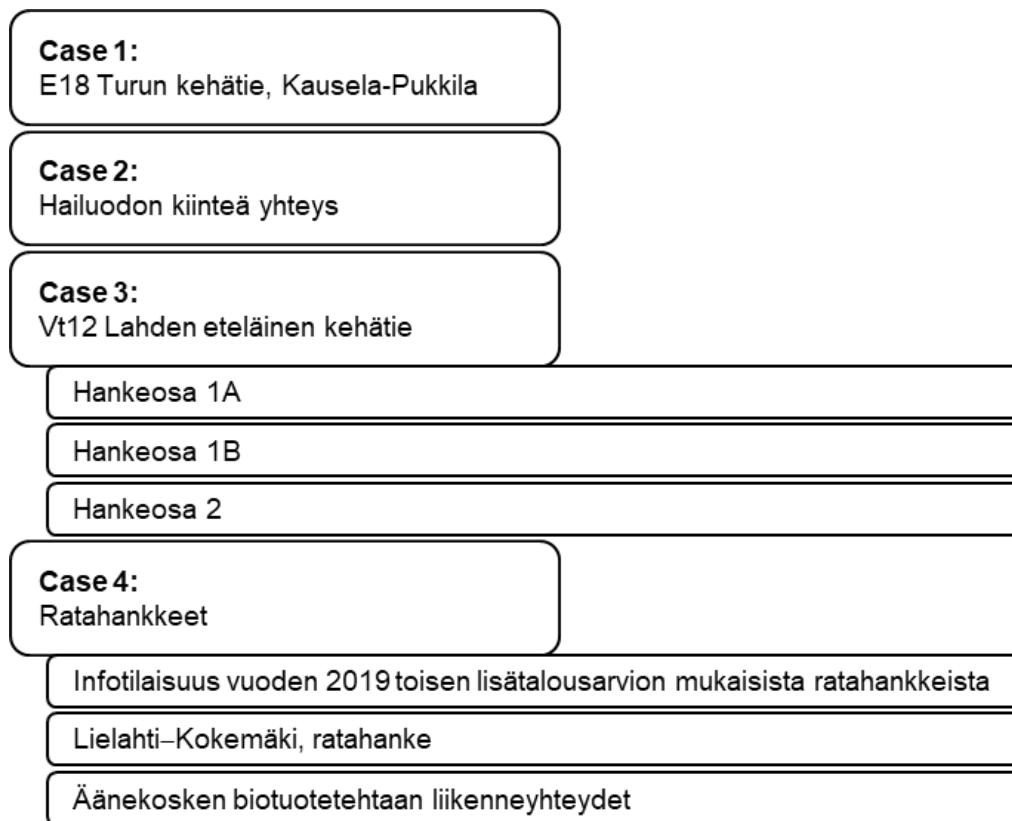 Case 1:
E18 Turun kehätie, Kausela-Pukkila
Case 2:
Hailuodon kiinteä yhteys
Case 3:
Vt12 Lahden eteläinen kehätie
Hankeosa 1A
Hankeosa 1B
Hankeosa 2
Case 4:
Ratahankkeet
Infotilaisuus vuoden 2019 toisen lisätalousarvion mukaisista ratahankkeista
Lielahti–Kokemäki, ratahanke
Äänekosken biotuotetehtaan liikenneyhteydet